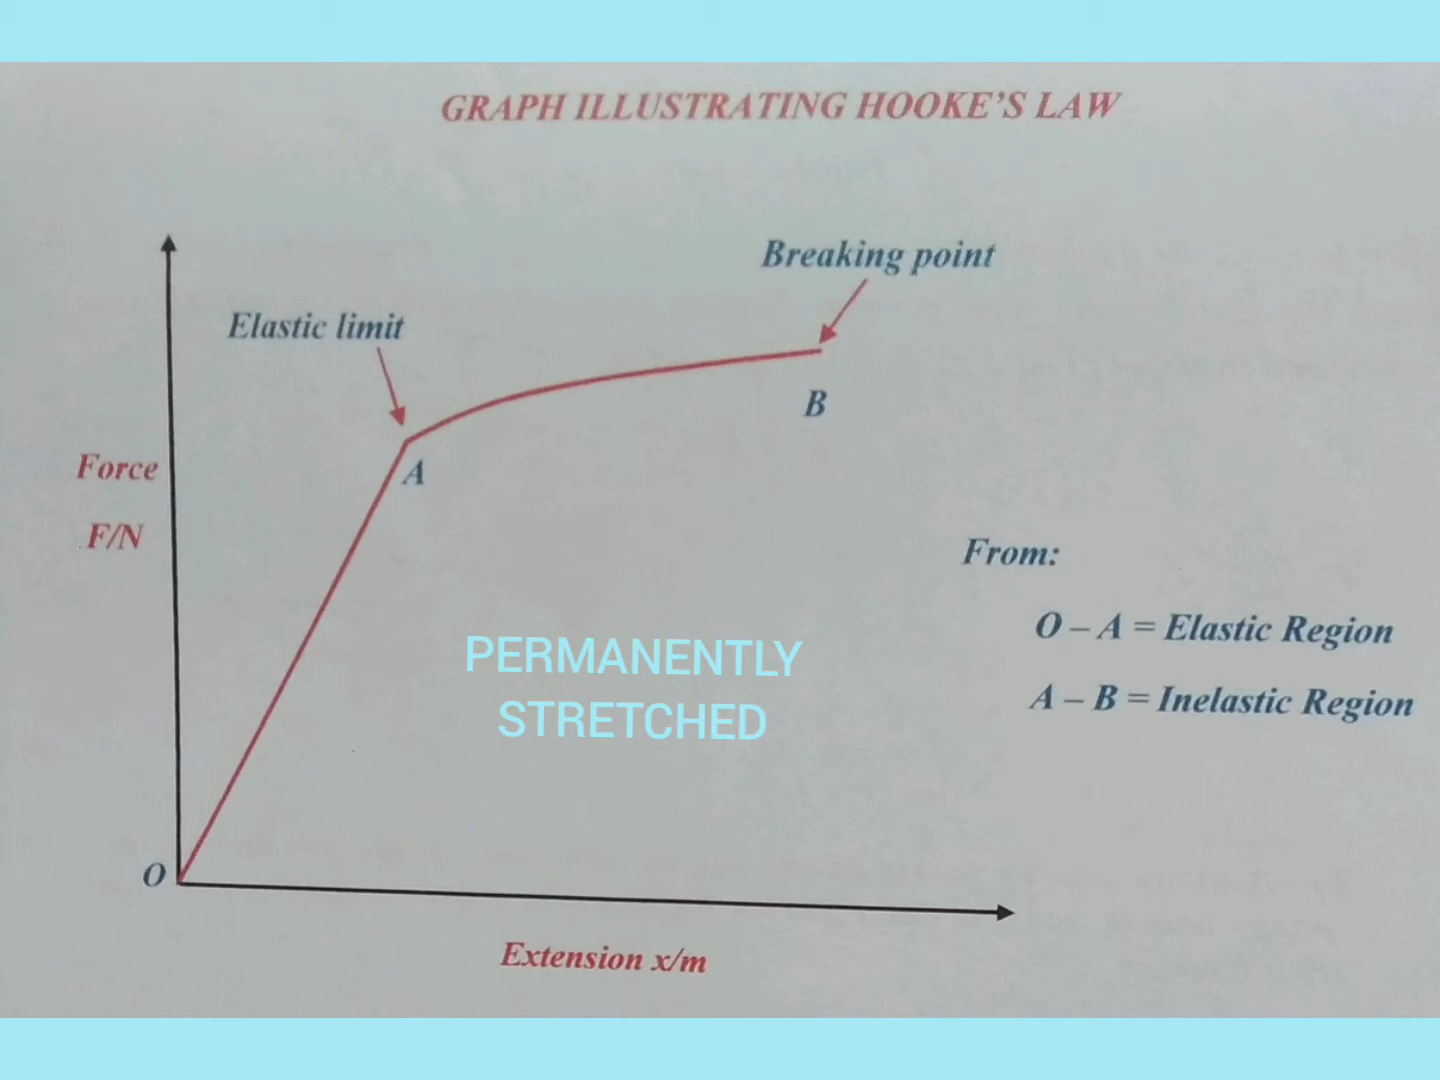 GRAPH ILLUSTRATING HOOKE'S LAW
Breaking point
Elastic limit
B
Force
A
F/N
From:
O – A = Elastic Region
PERMANENTLY
STRETCHED
A – B = Inelastic Region
O
Extension x/m